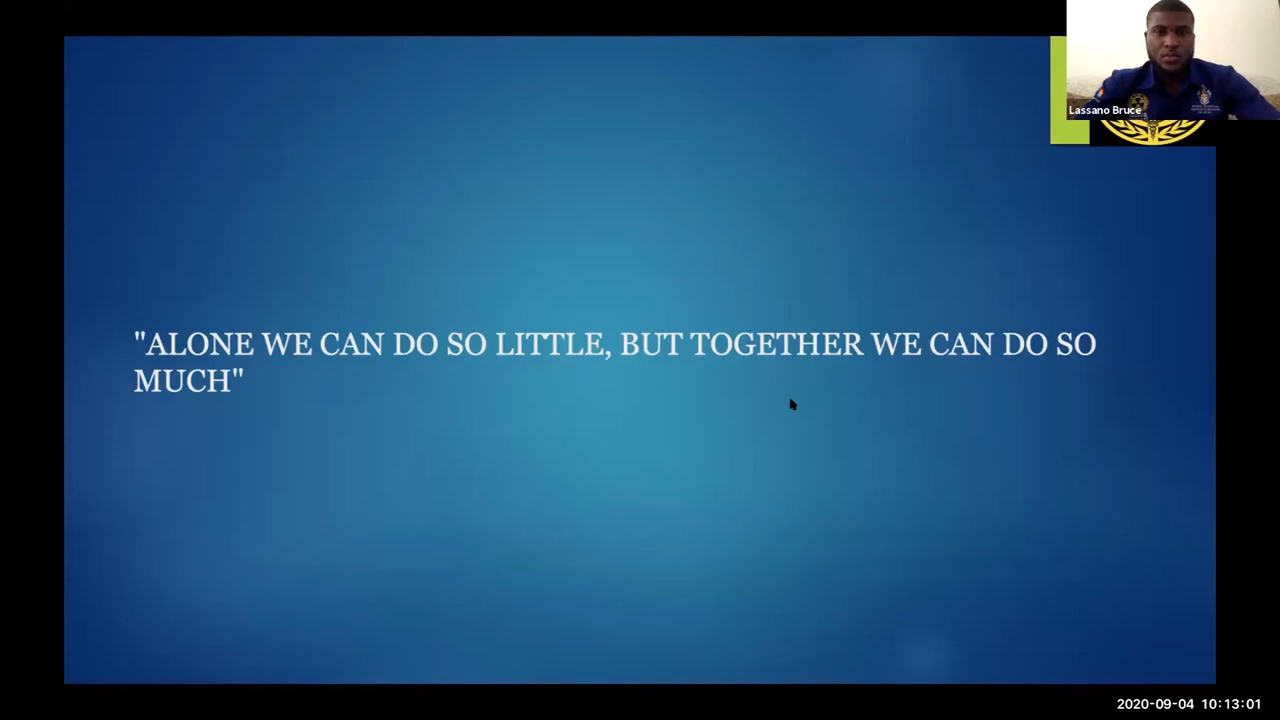 Lassano Bruce
"ALONE WE CAN DO SO LITTLE, BUT TOGETHER WE CAN DO SO
MUCH"
2020-09-04 10:13:01